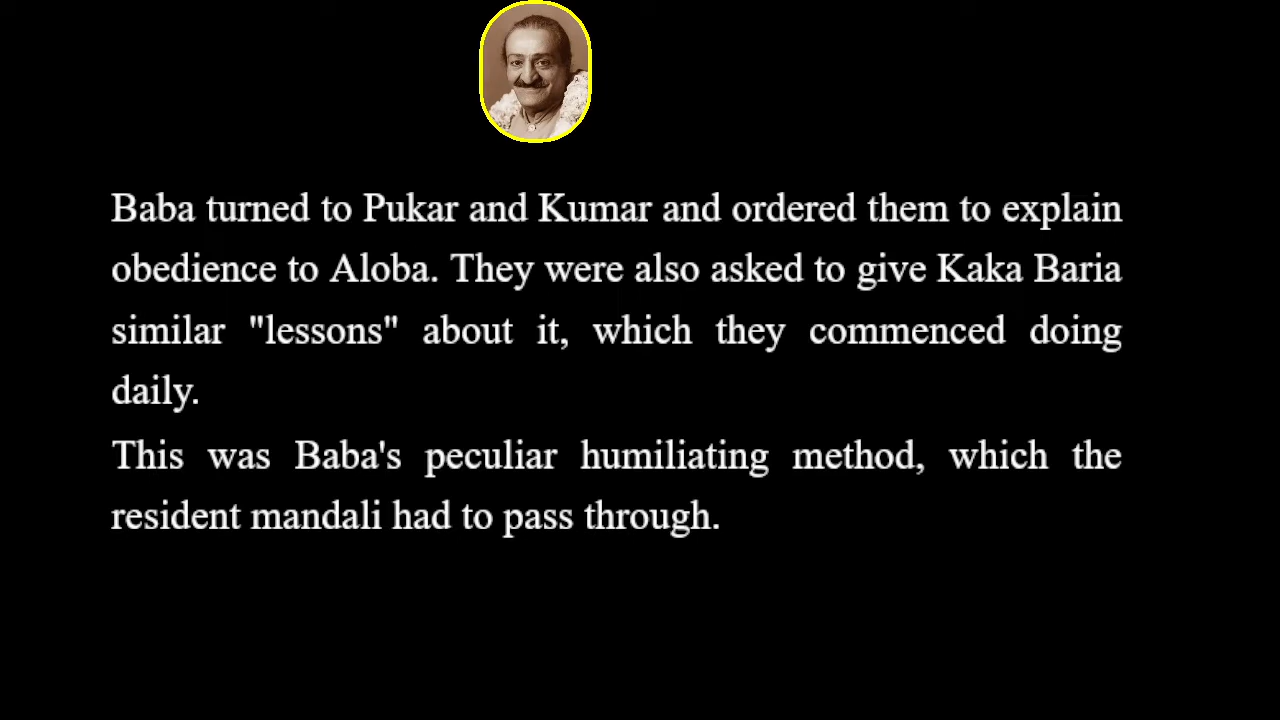 Baba turned to Pukar and Kumar and ordered them to explain
obedience to Aloba. They were also asked to give Kaka Baria
similar "lessons" about it, which they commenced doing
daily.
This was Baba's peculiar humiliating method, which the
resident mandali had to pass through.